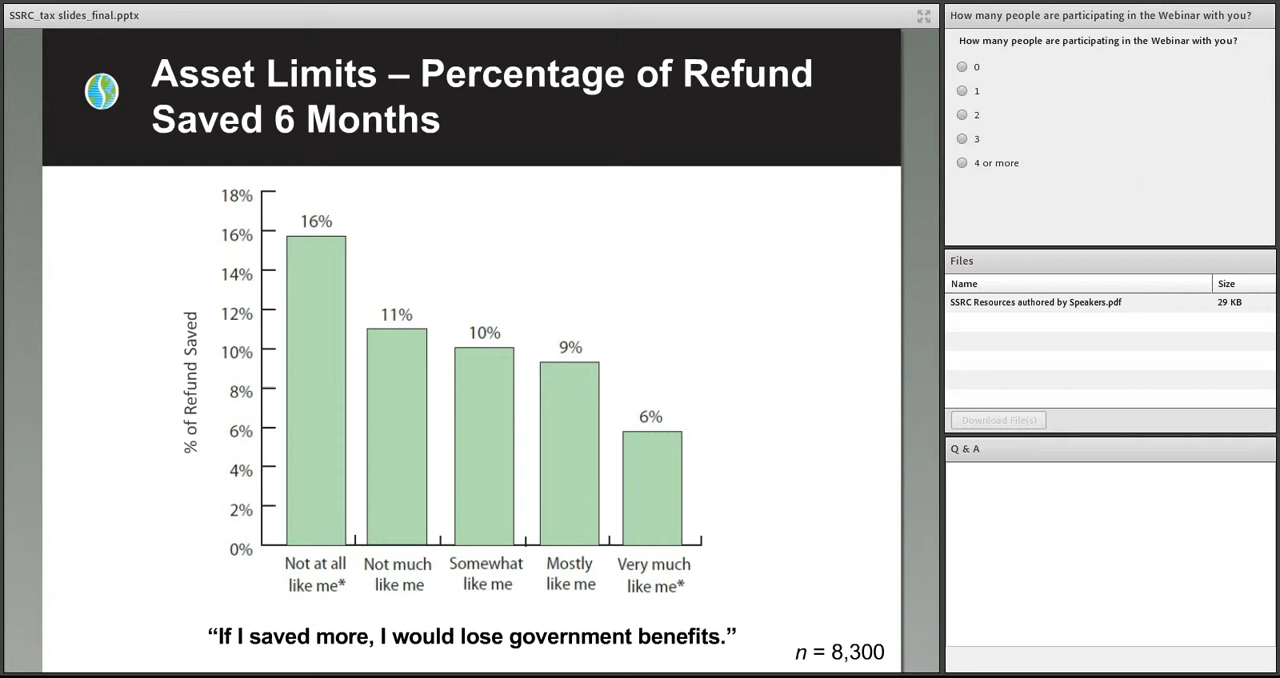 SSRC_tax slides_final.pptx
Asset Limits – Percentage of Refund
Saved 6 Months
18%
16%
14%
12%
10%
8%
6%
4%
2%
0%
% of Refund Saved
16%
11%
10%
9%
6%
Not at all
like me*
Not much
like me
Somewhat
like me
Mostly
like me
Very much
like me*
“If I saved more, I would lose government benefits.”
n = 8,300
How many people are participating in the Webinar with you?
How many people are participating in the Webinar with you?
0
1
2
3
4 or more
Files
Name Size
SSRC Resources authored by Speakers.pdf 29 KB
Download File(s)
Q & A